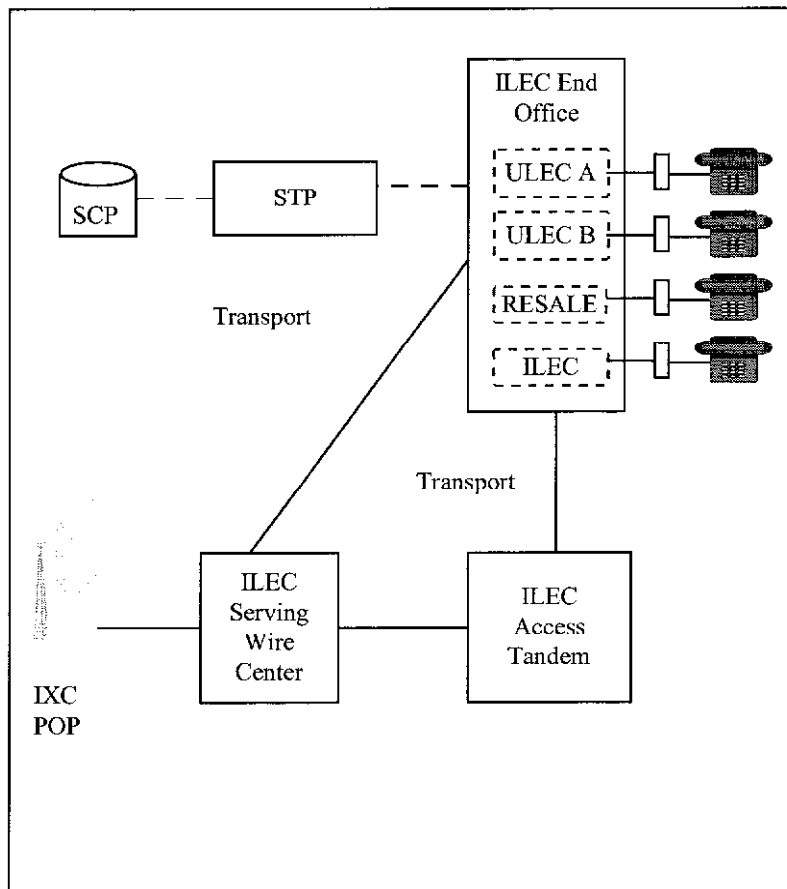 ILEC End
Office
ULEC A
SCP
STP
ULEC B
RESALE
Transport
ILEC
Transport
ILEC
Serving
Wire
Center
ILEC
Access
Tandem
IXC
POP